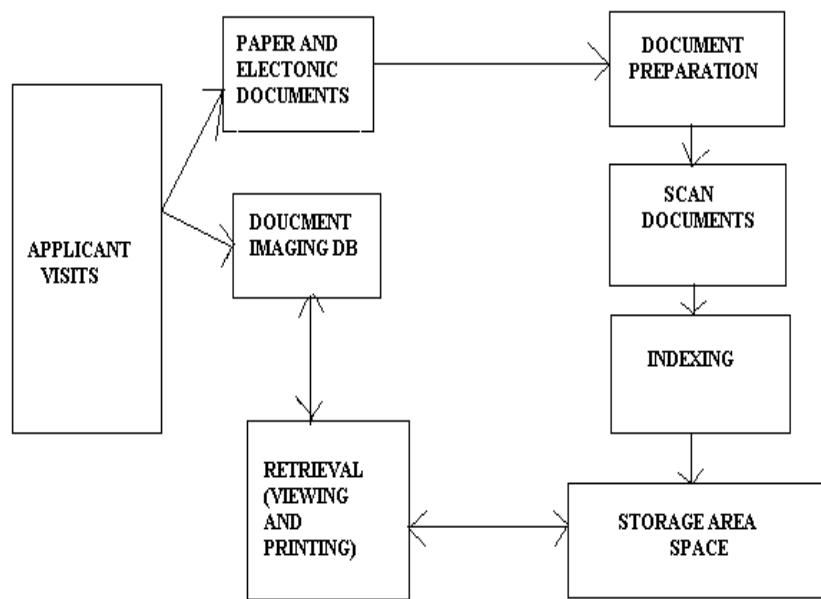 PAPER AND
ELECTONIC
DOCUMENTS
DOCUMENT
PREPARATION
APPLICANT
VISITS
DOUCMENT
IMAGING DB
SCAN
DOCUMENTS
INDEXING
RETRIEVAL
(VIEWING
AND
PRINTING)
STORAGE AREA
SPACE